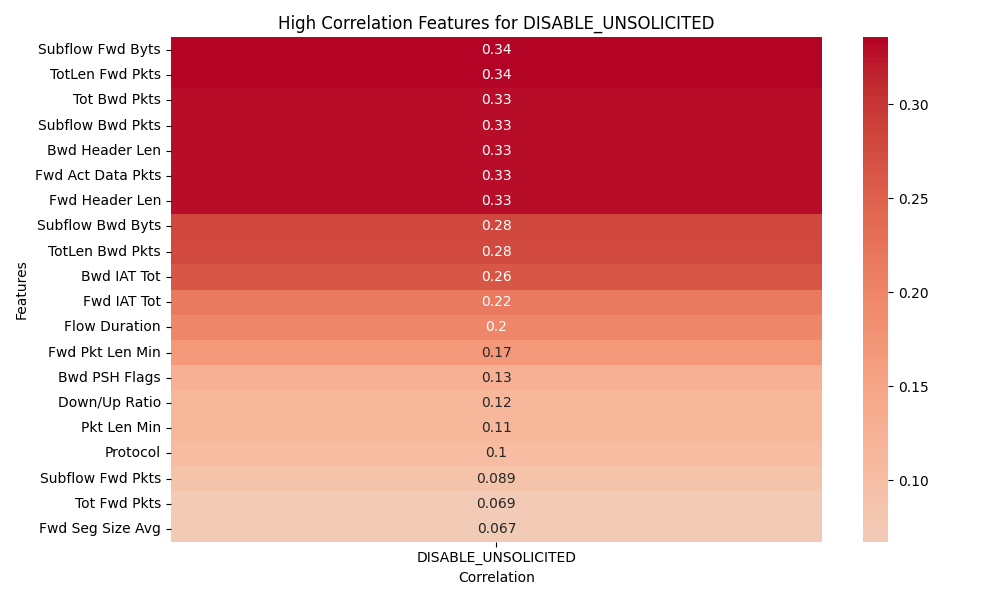 High Correlation Features for DISABLE_UNSOLICITED
Features
Subflow Fwd Byts 0.34
TotLen Fwd Pkts 0.34
Tot Bwd Pkts 0.33
Subflow Bwd Pkts 0.33
Bwd Header Len 0.33
Fwd Act Data Pkts 0.33
Fwd Header Len 0.33
Subflow Bwd Byts 0.28
TotLen Bwd Pkts 0.28
Bwd IAT Tot 0.26
Fwd IAT Tot 0.22
Flow Duration 0.2
Fwd Pkt Len Min 0.17
Bwd PSH Flags 0.13
Down/Up Ratio 0.12
Pkt Len Min 0.11
Protocol 0.1
Subflow Fwd Pkts 0.089
Tot Fwd Pkts 0.069
Fwd Seg Size Avg 0.067
DISABLE_UNSOLICITED
Correlation
0.30
0.25
0.20
0.15
0.10